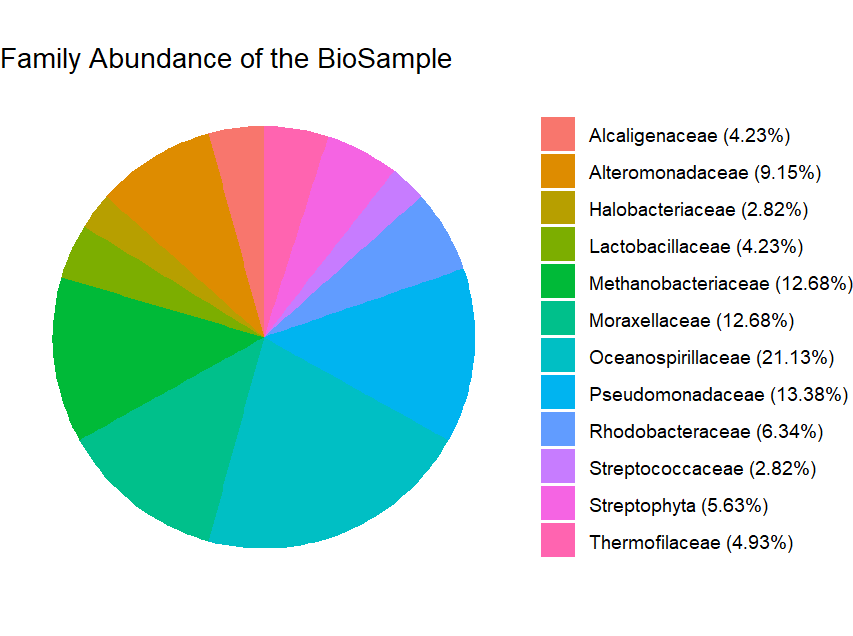 Family Abundance of the BioSample
Alcaligenaceae (4.23%)
Alteromonadaceae (9.15%)
Halobacteriaceae (2.82%)
Lactobacillaceae (4.23%)
Methanobacteriaceae (12.68%)
Moraxellaceae (12.68%)
Oceanospirillaceae (21.13%)
Pseudomonadaceae (13.38%)
Rhodobacteraceae (6.34%)
Streptococcaceae (2.82%)
Streptophyta (5.63%)
Thermofilaceae (4.93%)